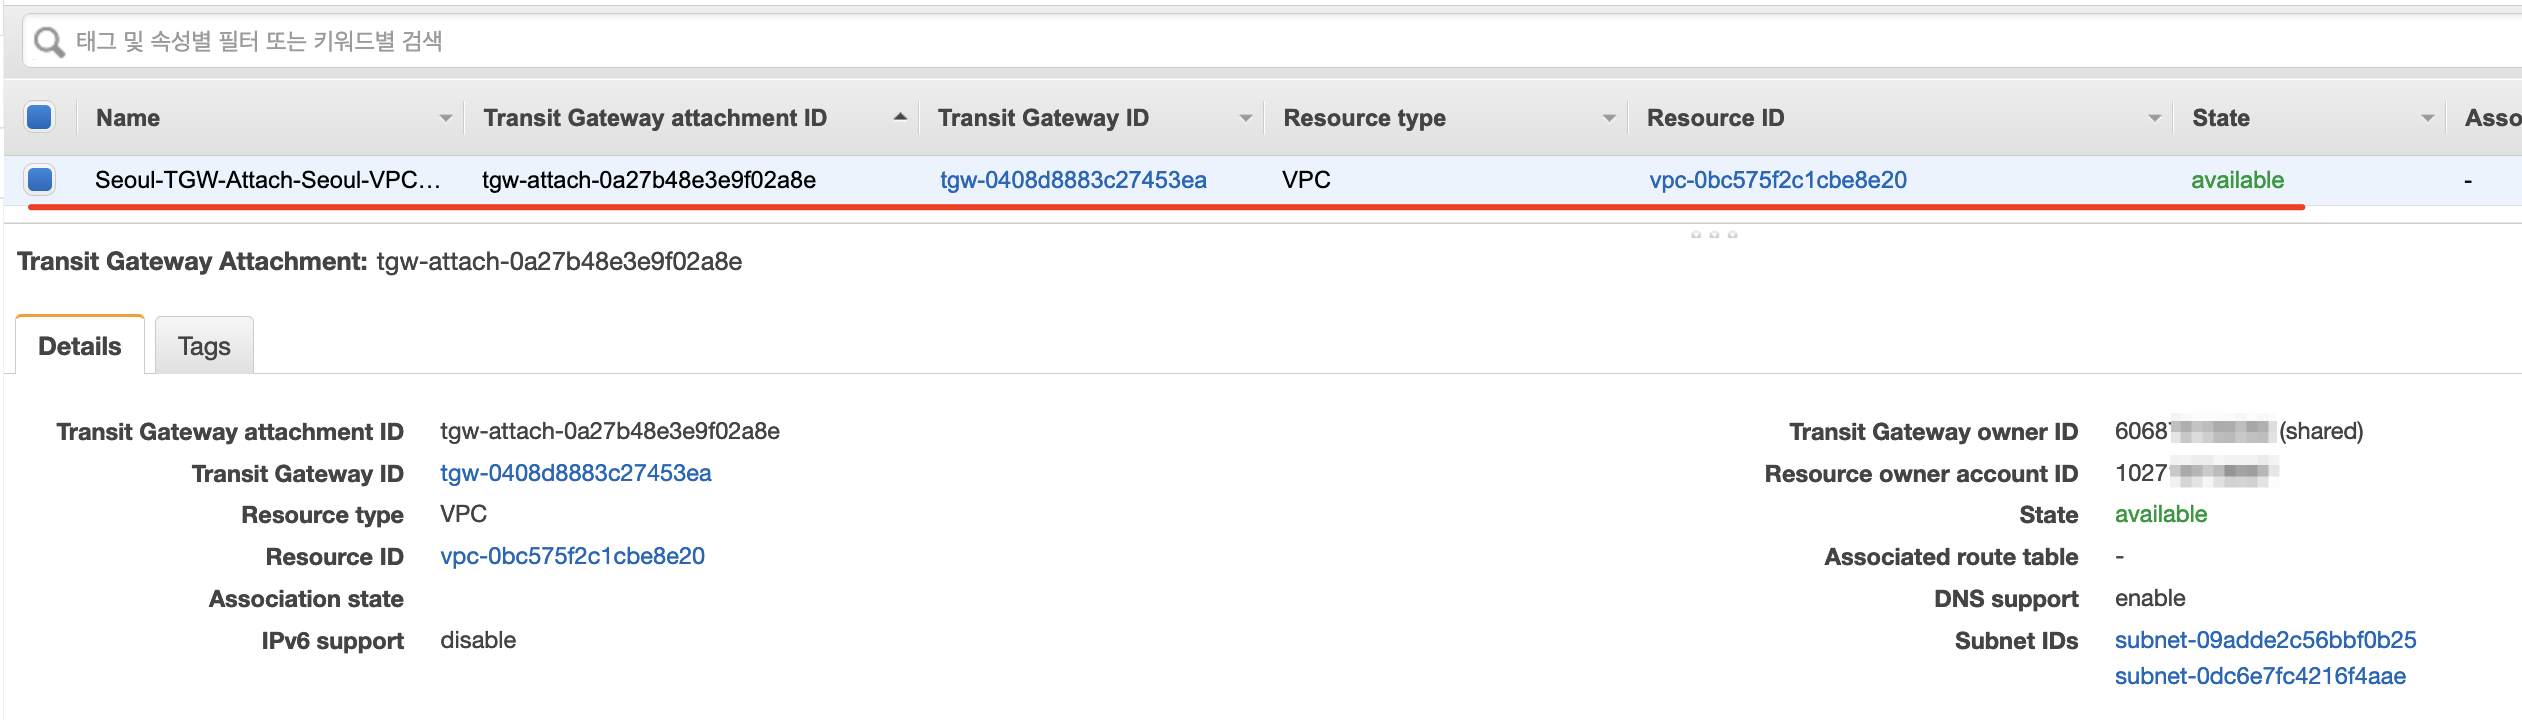 태그 및 속성별 필터 또는 키워드별 검색
Name Transit Gateway attachment ID Transit Gateway ID Resource type Resource ID State Asso
Seoul-TGW-Attach-Seoul-VPC... tgw-attach-0a27b48e3e9f02a8e tgw-0408d8883c27453ea VPC vpc-0bc575f2c1cbe8e20 available -
Transit Gateway Attachment: tgw-attach-0a27b48e3e9f02a8e
Details Tags
Transit Gateway attachment ID tgw-attach-0a27b48e3e9f02a8e
Transit Gateway ID tgw-0408d8883c27453ea
Resource type VPC
Resource ID vpc-0bc575f2c1cbe8e20
Association state
IPv6 support disable
Transit Gateway owner ID 6068 (shared)
Resource owner account ID 1027
State available
Associated route table -
DNS support enable
Subnet IDs subnet-09adde2c56bbf0b25
subnet-0dc6e7fc4216f4aae